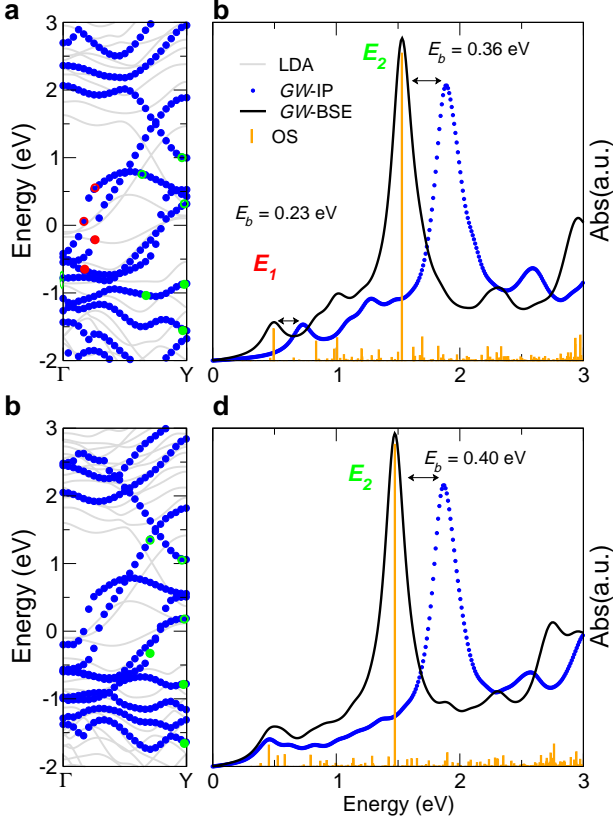 a
3
2
1
0
-1
-2
Energy (eV)
Γ
Y
b
LDA
GW-IP
GW-BSE
OS
E2
Eb = 0.36 eV
Eb = 0.23 eV
E1
Abs(a.u.)
0
1
2
3
b
3
2
1
0
-1
-2
Energy (eV)
Γ
Y
d
E2
Eb = 0.40 eV
Abs(a.u.)
0
1
2
3
Energy (eV)